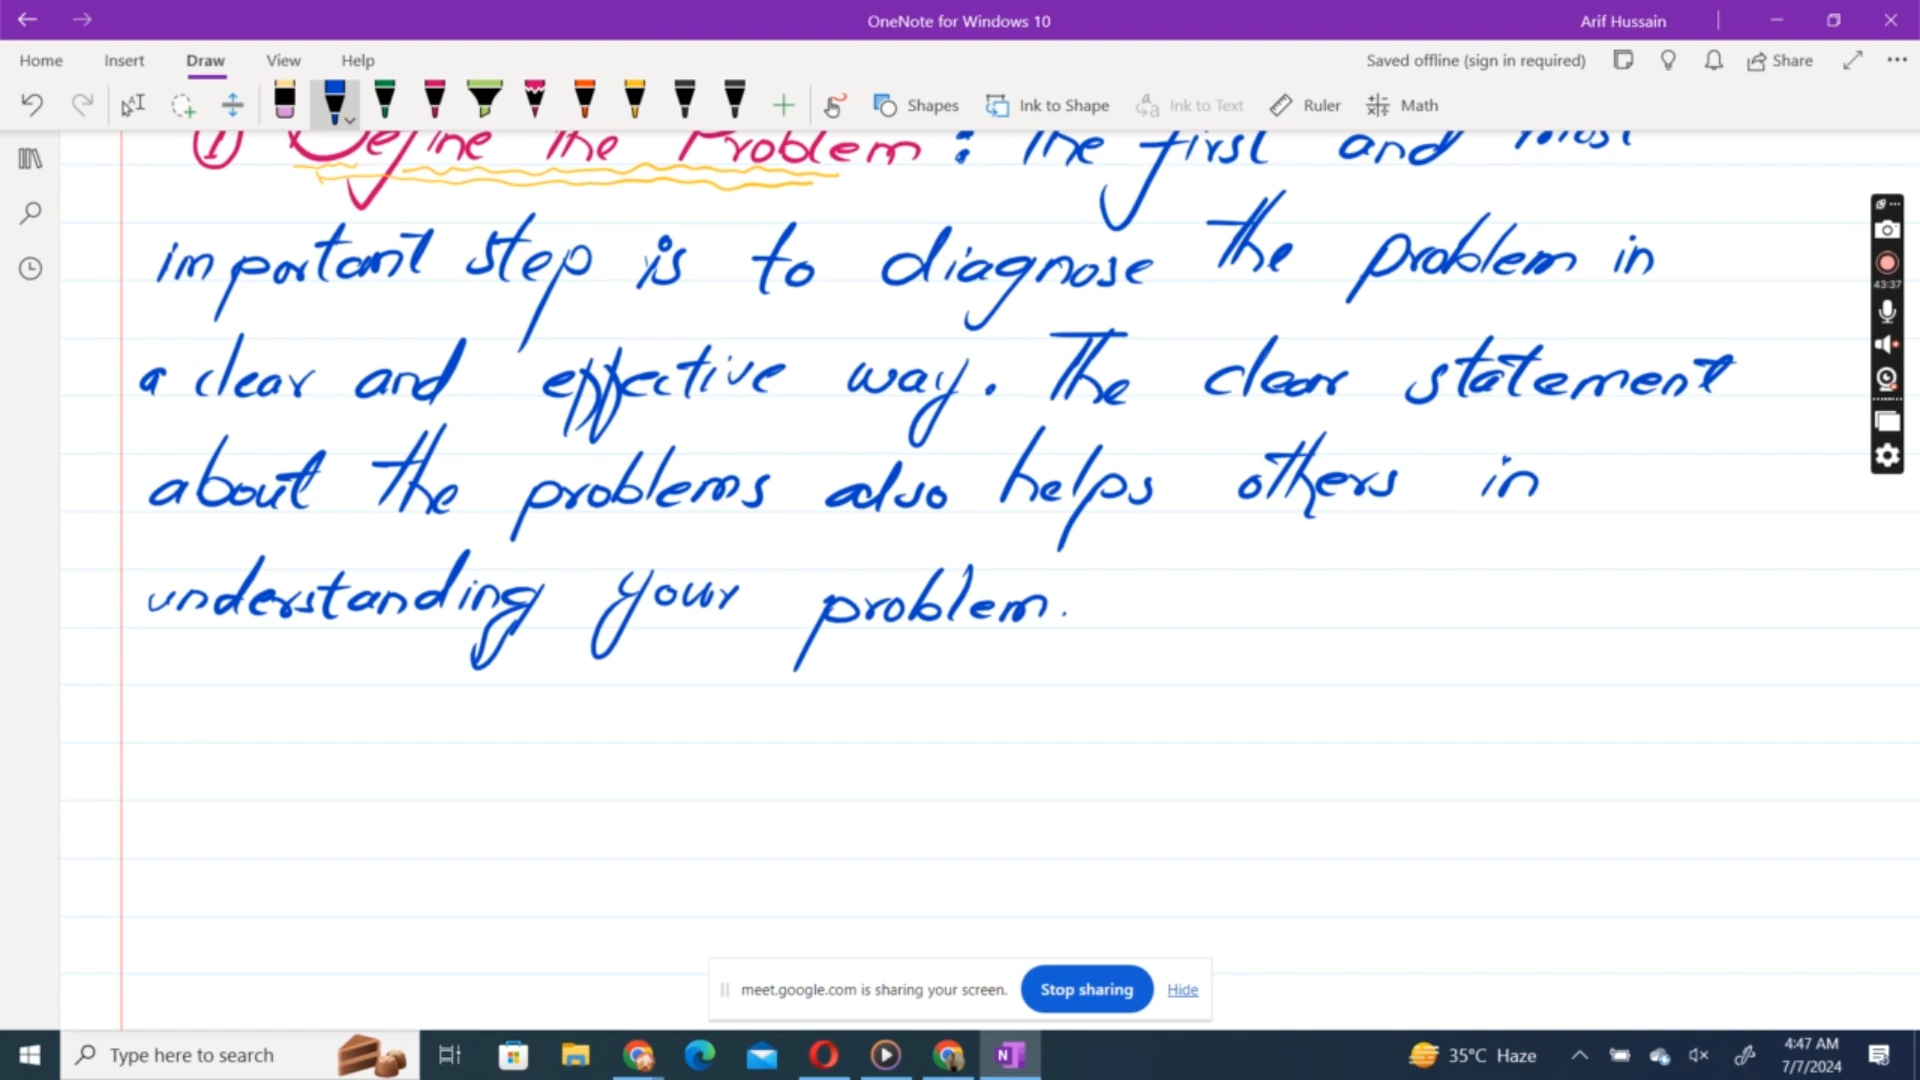 OneNote for Windows 10
Arif Hussain
Home Insert Draw View Help
Saved offline (sign in required) Share
Shapes Ink to Shape Ink to Text Ruler Math
① Define the Problem : The first and most
important step is to diagnose the problem in
a clear and effective way. The clear statement
about the problems also helps others in
understanding your problem.
43:37
meet.google.com is sharing your screen. Stop sharing Hide
Type here to search
35°C Haze
4:47 AM
7/7/2024